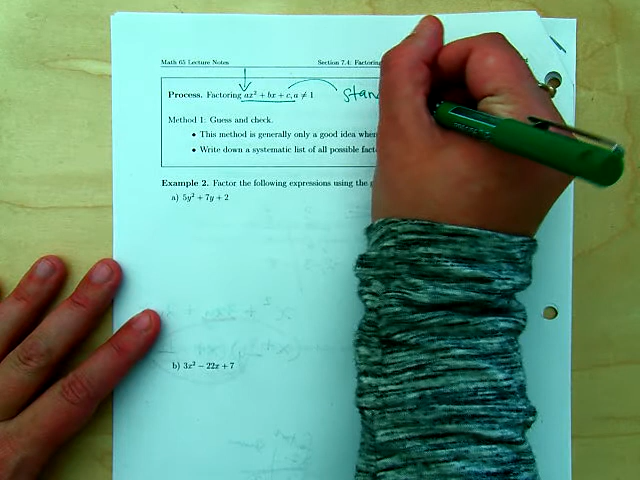 Math 65 Lecture Notes Section 7.4: Factoring
Process. Factoring ax² + bx + c, a ≠ 1 stan
Method 1: Guess and check.
• This method is generally only a good idea when
• Write down a systematic list of all possible
Example 2. Factor the following expressions using the
a) 5y² + 7y + 2
b) 3x² − 22x + 7